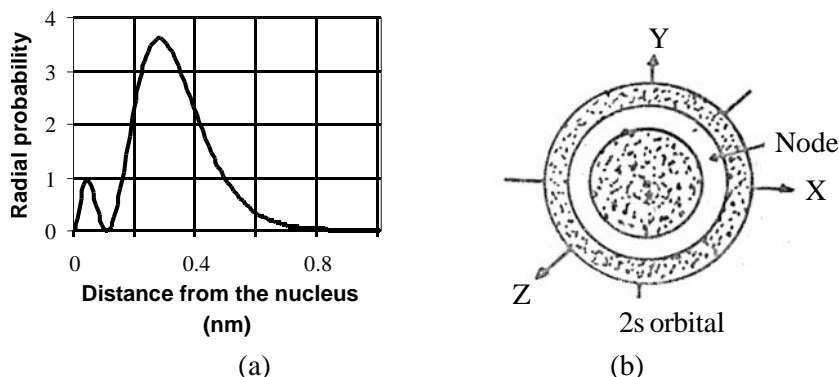 4
3
2
1
0
Radial probability
0
0.4
0.8
Distance from the nucleus
(nm)
(a)
Y
Node
X
Z
2s orbital
(b)